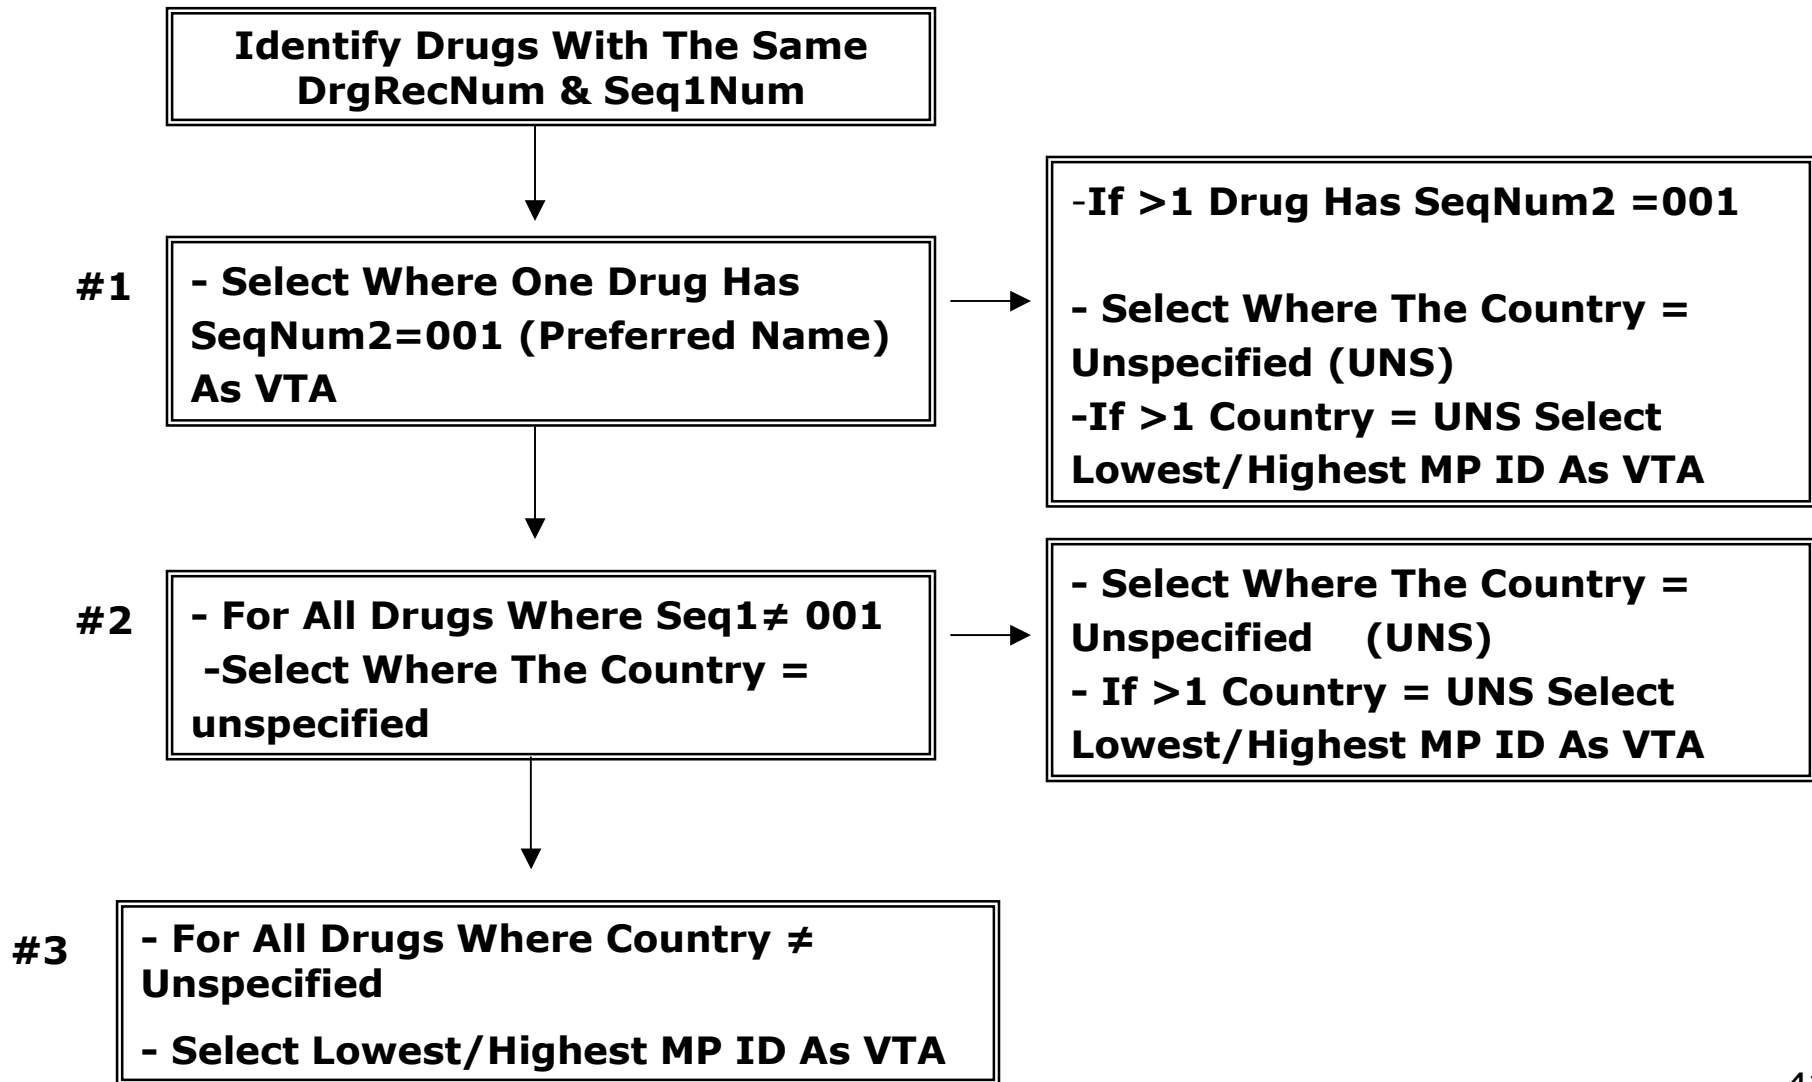 Identify Drugs With The Same
DrgRecNum & Seq1Num
#1
- Select Where One Drug Has
SeqNum2=001 (Preferred Name)
As VTA
-If >1 Drug Has SeqNum2 =001
- Select Where The Country =
Unspecified (UNS)
-If >1 Country = UNS Select
Lowest/Highest MP ID As VTA
#2
- For All Drugs Where Seq1≠ 001
-Select Where The Country =
unspecified
- Select Where The Country =
Unspecified (UNS)
- If >1 Country = UNS Select
Lowest/Highest MP ID As VTA
#3
- For All Drugs Where Country ≠
Unspecified
- Select Lowest/Highest MP ID As VTA